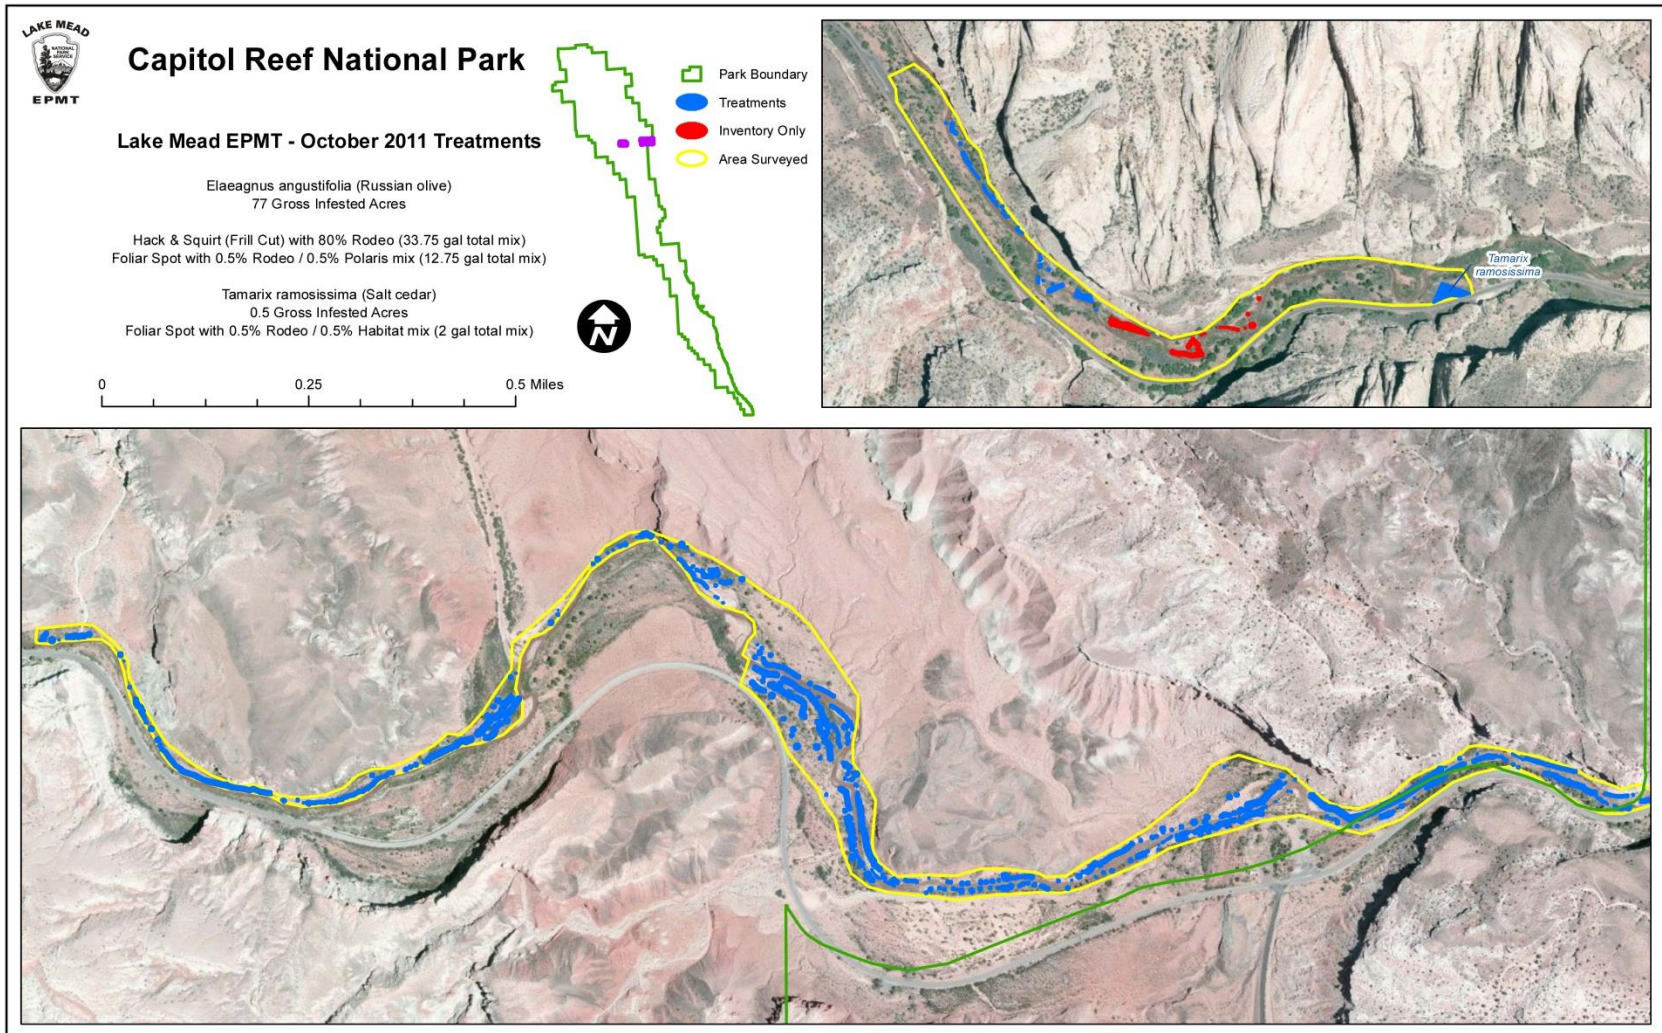 LAKE MEAD
NATIONAL
PARK
SERVICE
EPMT
Capitol Reef National Park
Lake Mead EPMT - October 2011 Treatments
Elaeagnus angustifolia (Russian olive)
77 Gross Infested Acres
Hack & Squirt (Frill Cut) with 80% Rodeo (33.75 gal total mix)
Foliar Spot with 0.5% Rodeo / 0.5% Polaris mix (12.75 gal total mix)
Tamarix ramosissima (Salt cedar)
0.5 Gross Infested Acres
Foliar Spot with 0.5% Rodeo / 0.5% Habitat mix (2 gal total mix)
0 0.25 0.5 Miles
N
Park Boundary
Treatments
Inventory Only
Area Surveyed
Tamarix
ramosissima